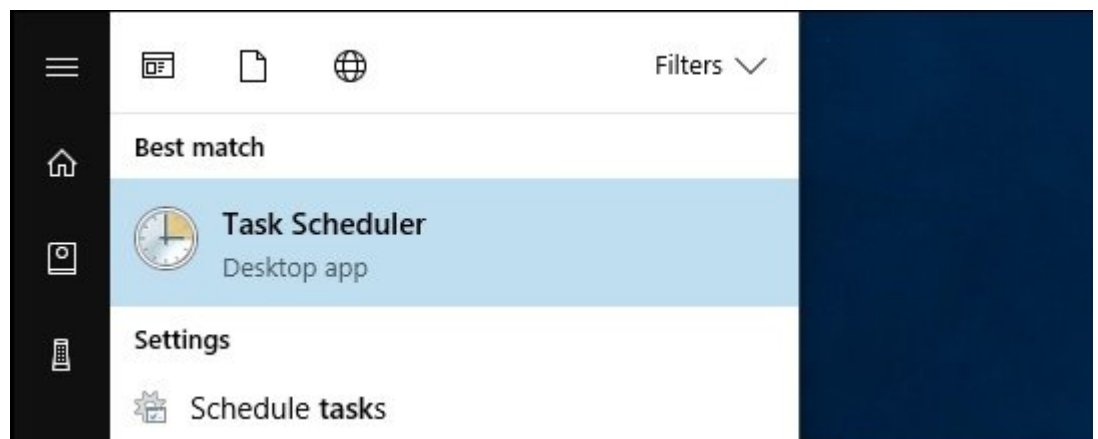 Filters
Best match
Task Scheduler
Desktop app
Settings
Schedule tasks